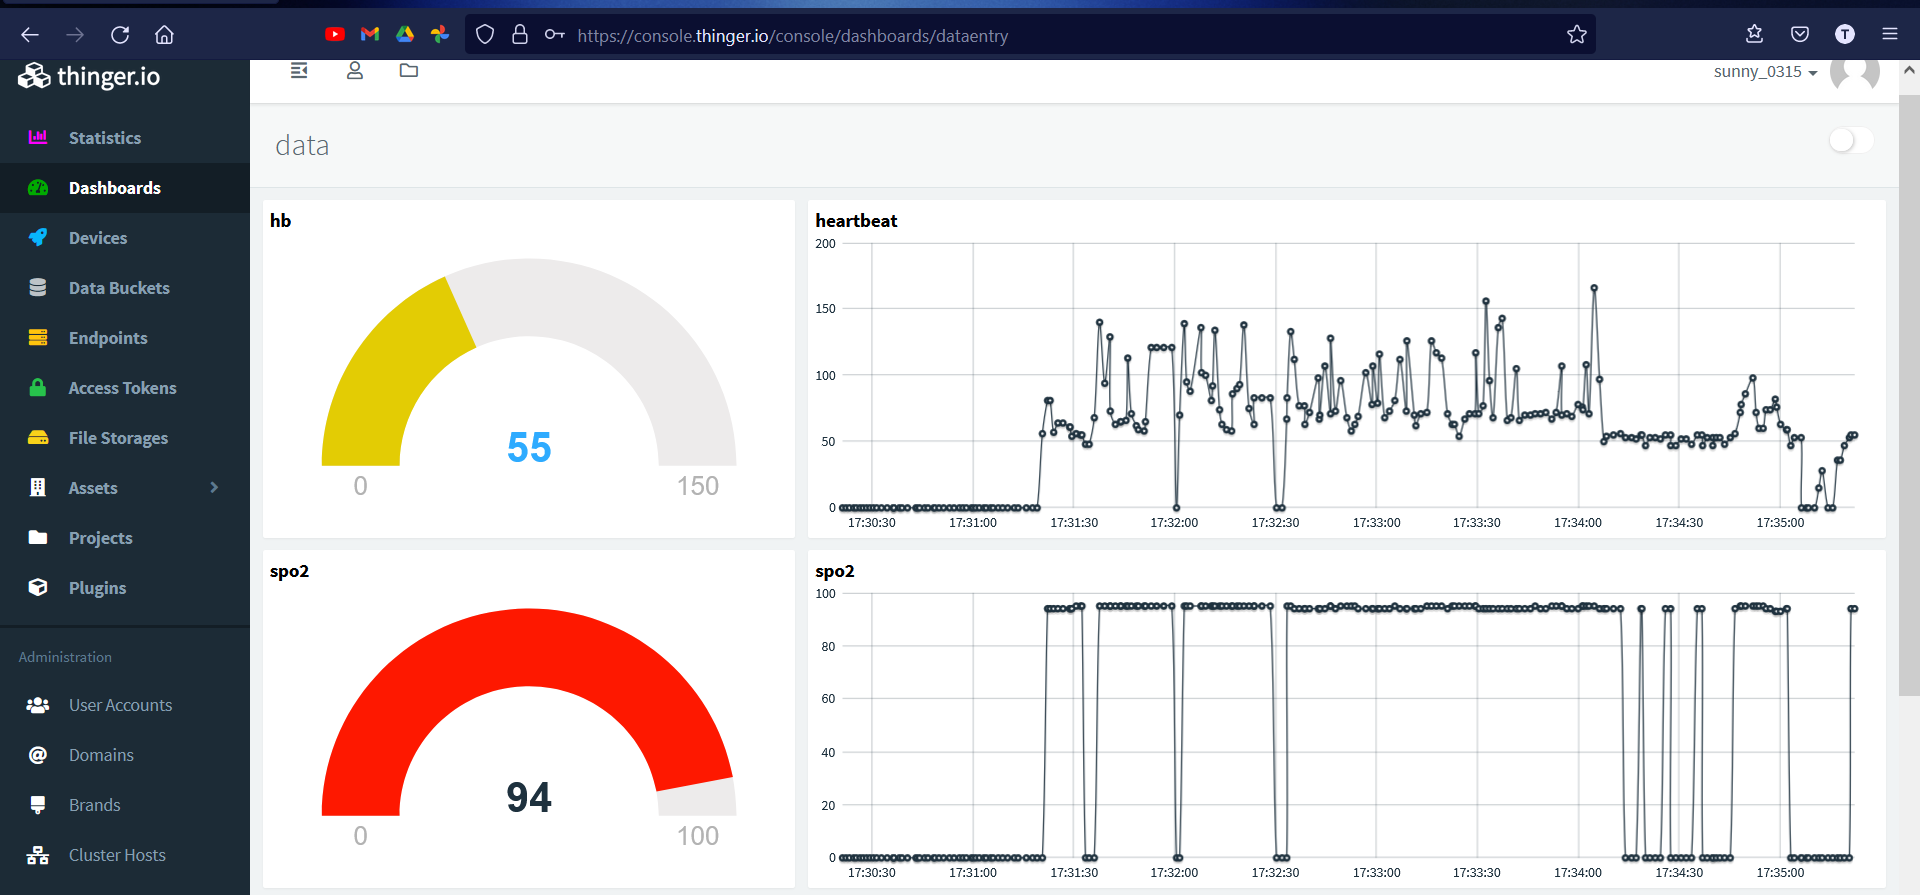 https://console.thinger.io/console/dashboards/dataentry
T
thinger.io
sunny_0315
Statistics
Dashboards
Devices
Data Buckets
Endpoints
Access Tokens
File Storages
Assets
Projects
Plugins
Administration
User Accounts
Domains
Brands
Cluster Hosts
data
hb
55
0
150
heartbeat
200
150
100
50
0
17:30:30 17:31:00 17:31:30 17:32:00 17:32:30 17:33:00 17:33:30 17:34:00 17:34:30 17:35:00
spo2
94
0
100
spo2
100
80
60
40
20
0
17:30:30 17:31:00 17:31:30 17:32:00 17:32:30 17:33:00 17:33:30 17:34:00 17:34:30 17:35:00